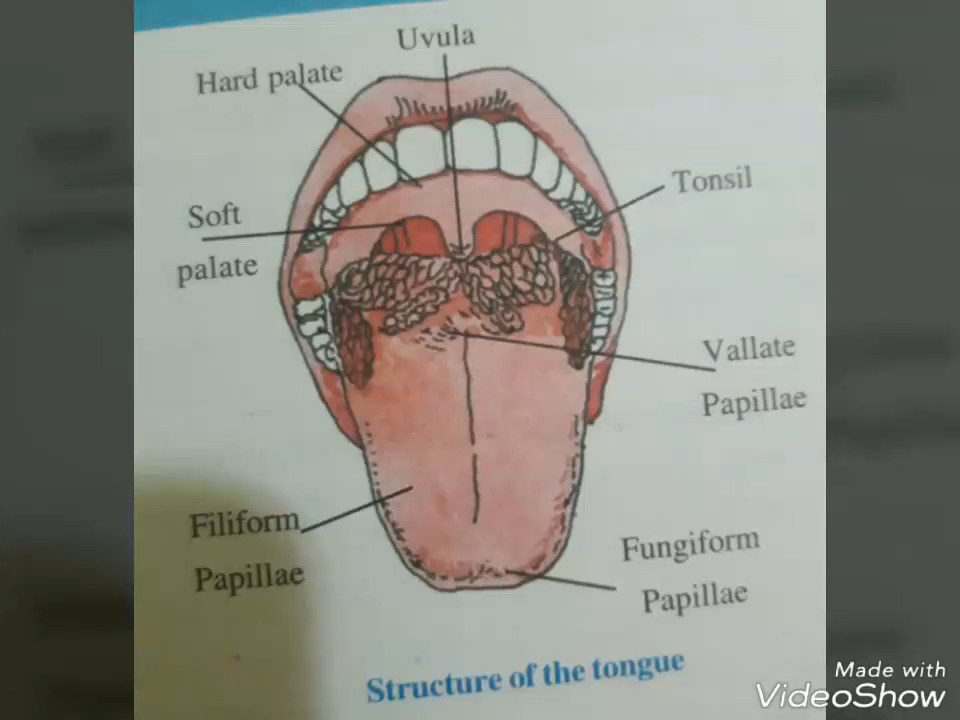 Uvula
Hard palate
Tonsil
Soft
palate
Vallate
Papillae
Filiform
Papillae
Fungiform
Papillae
Structure of the tongue
Made with
VideoShow